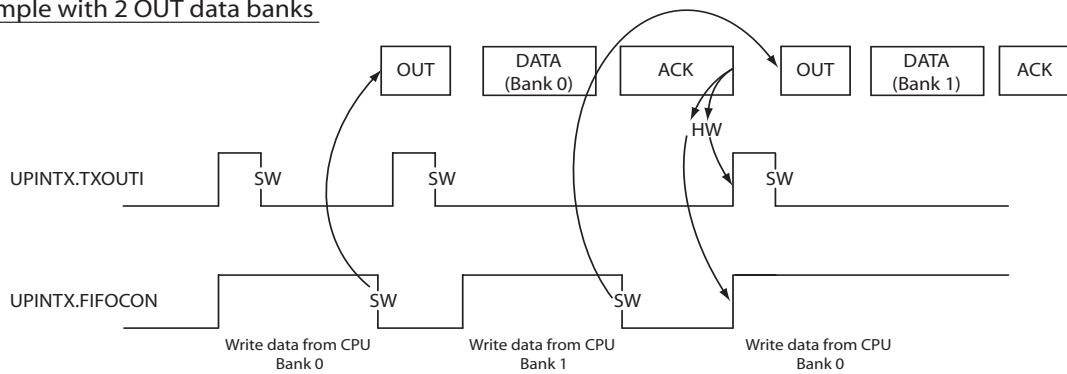 mple with 2 OUT data banks
OUT
DATA
(Bank 0)
ACK
OUT
DATA
(Bank 1)
ACK
HW
UPINTX.TXOUTI
SW
SW
SW
UPINTX.FIFOCON
SW
SW
Write data from CPU
Bank 0
Write data from CPU
Bank 1
Write data from CPU
Bank 0